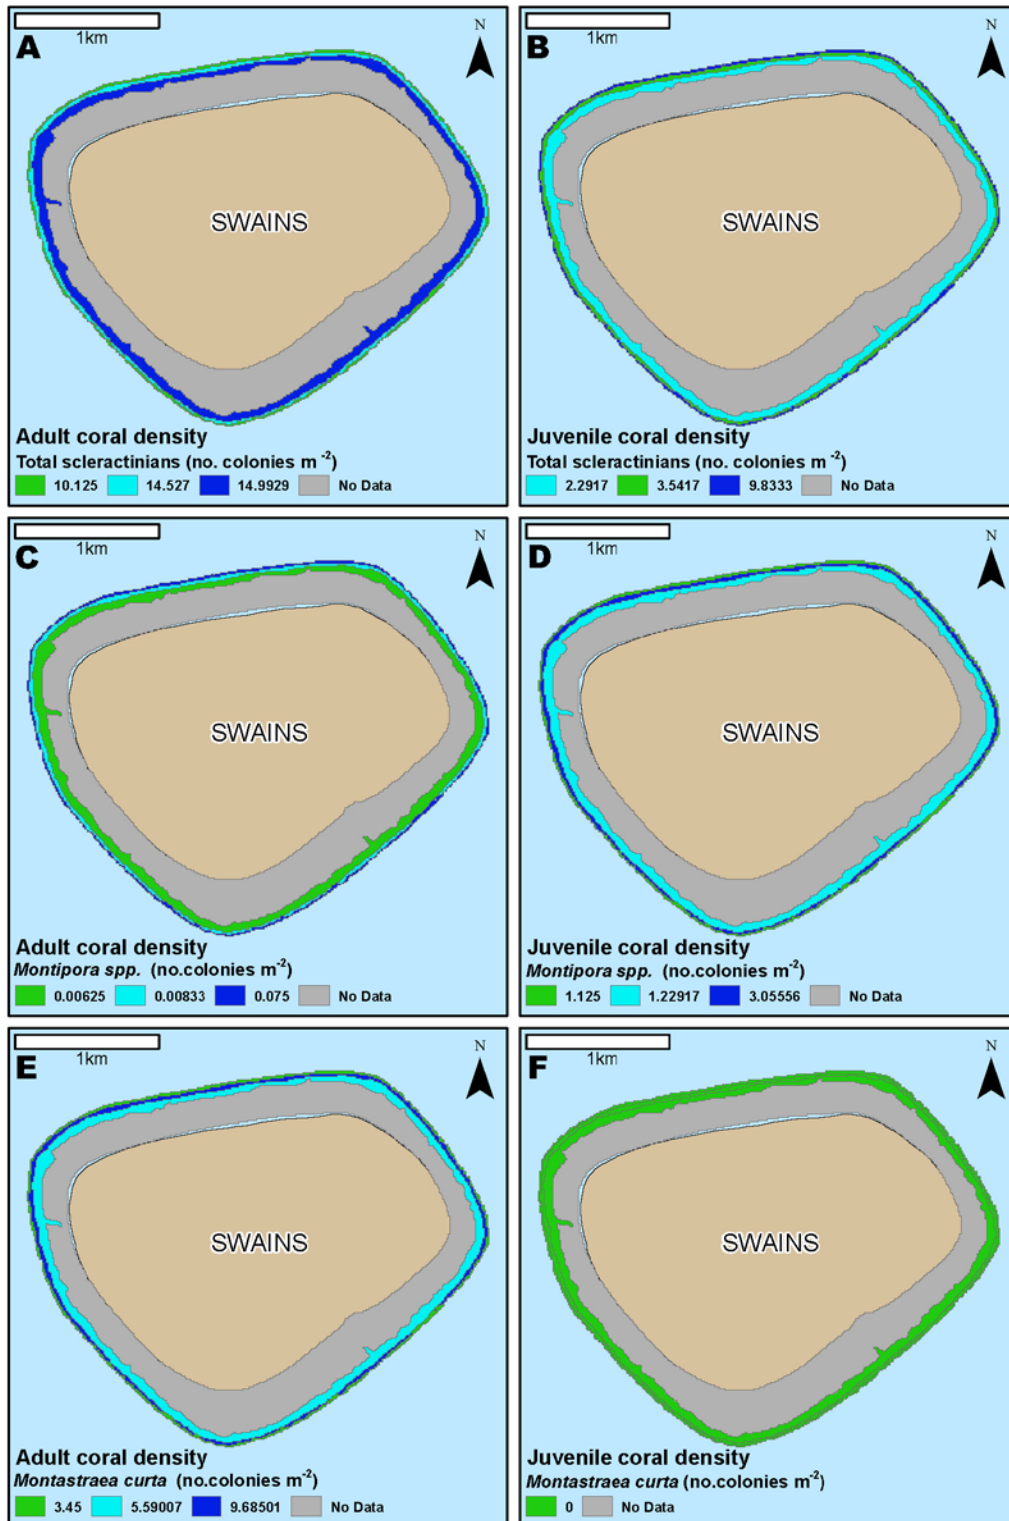 1km
N
A
SWAINS
Adult coral density
Total scleractinians (no. colonies m⁻²)
10.125 14.527 14.9929 No Data
1km
N
B
SWAINS
Juvenile coral density
Total scleractinians (no. colonies m⁻²)
2.2917 3.5417 9.8333 No Data
1km
N
C
SWAINS
Adult coral density
Montipora spp. (no.colonies m⁻²)
0.00625 0.00833 0.075 No Data
1km
N
D
SWAINS
Juvenile coral density
Montipora spp. (no.colonies m⁻²)
1.125 1.22917 3.05556 No Data
1km
N
E
SWAINS
Adult coral density
Montastraea curta (no.colonies m⁻²)
3.45 5.59007 9.68501 No Data
1km
N
F
SWAINS
Juvenile coral density
Montastraea curta (no.colonies m⁻²)
0 No Data